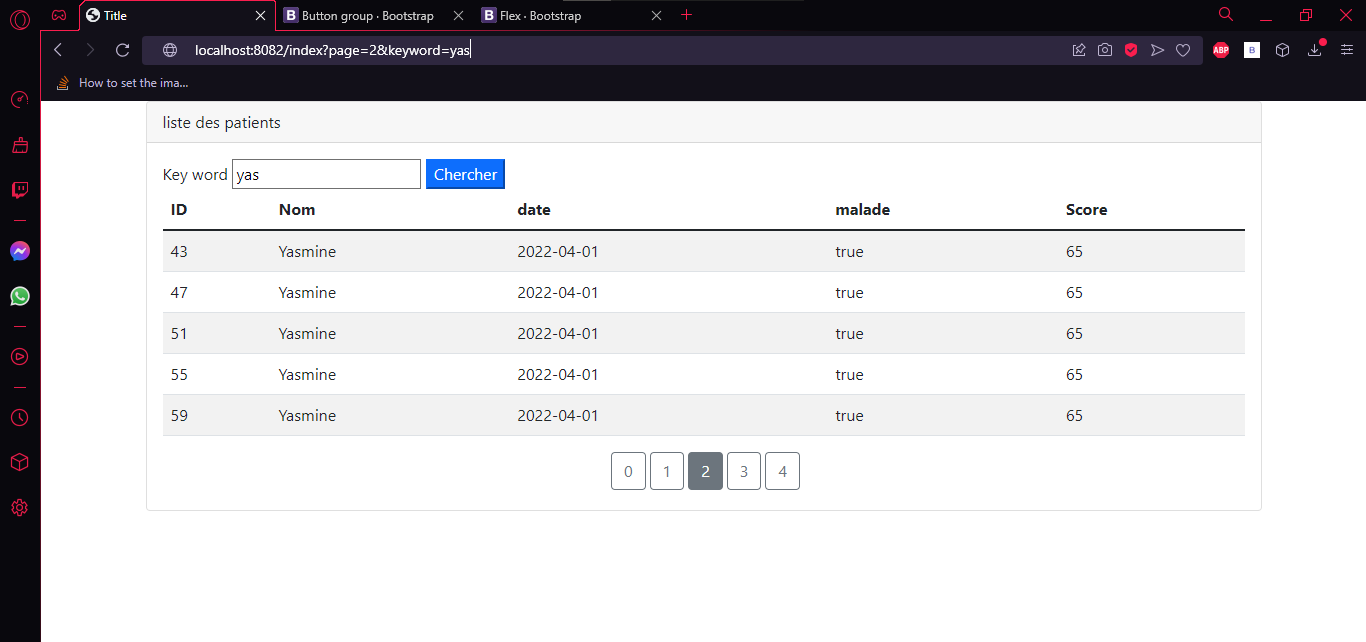 Title
Button group · Bootstrap
Flex · Bootstrap
localhost:8082/index?page=2&keyword=yas
ABP
B
How to set the ima...
liste des patients
Key word yas Chercher
ID Nom date malade Score
43 Yasmine 2022-04-01 true 65
47 Yasmine 2022-04-01 true 65
51 Yasmine 2022-04-01 true 65
55 Yasmine 2022-04-01 true 65
59 Yasmine 2022-04-01 true 65
0 1 2 3 4